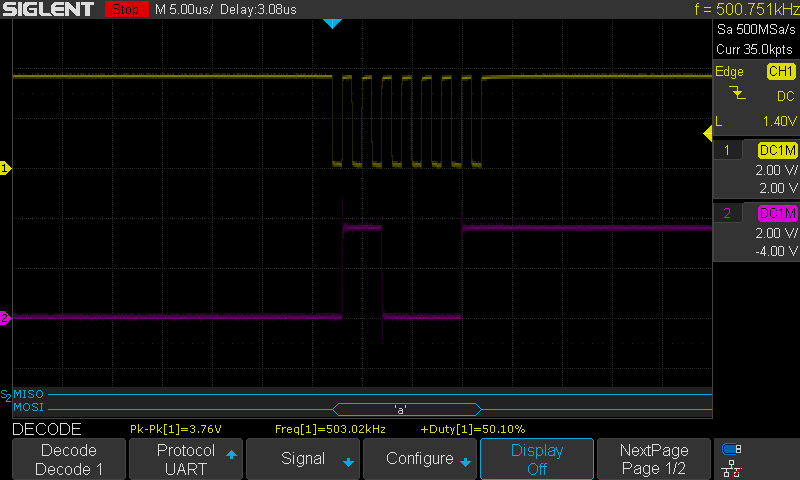 SIGLENT Stop M 5.00us/ Delay:3.08us f = 500.751kHz
Sa 500MSa/s
Curr 35.0kpts
Edge CH1
DC
L 1.40V
1 DC1M
2.00 V/
2.00 V
2 DC1M
2.00 V/
-4.00 V
1
2
S2 MISO
MOSI 'a'
DECODE Pk-Pk[1]=3.76V Freq[1]=503.02kHz +Duty[1]=50.10%
Decode
Decode 1
Protocol
UART
Signal
Configure
Display
Off
NextPage
Page 1/2